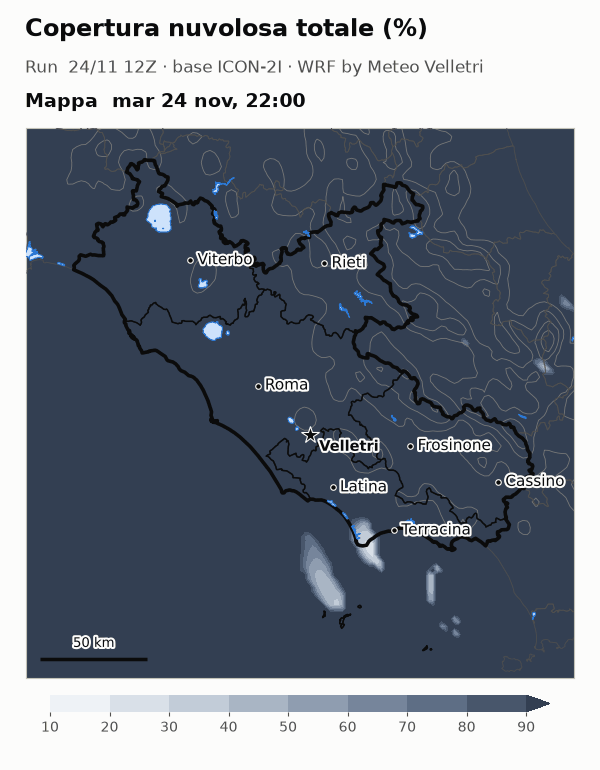 Copertura nuvolosa totale (%)
Run  24/11 12Z · base ICON-2I · WRF by Meteo Velletri
Mappa  mar 24 nov, 22:00
Viterbo
Rieti
Roma
Velletri
Frosinone
Cassino
Latina
Terracina
50 km
10 20 30 40 50 60 70 80 90